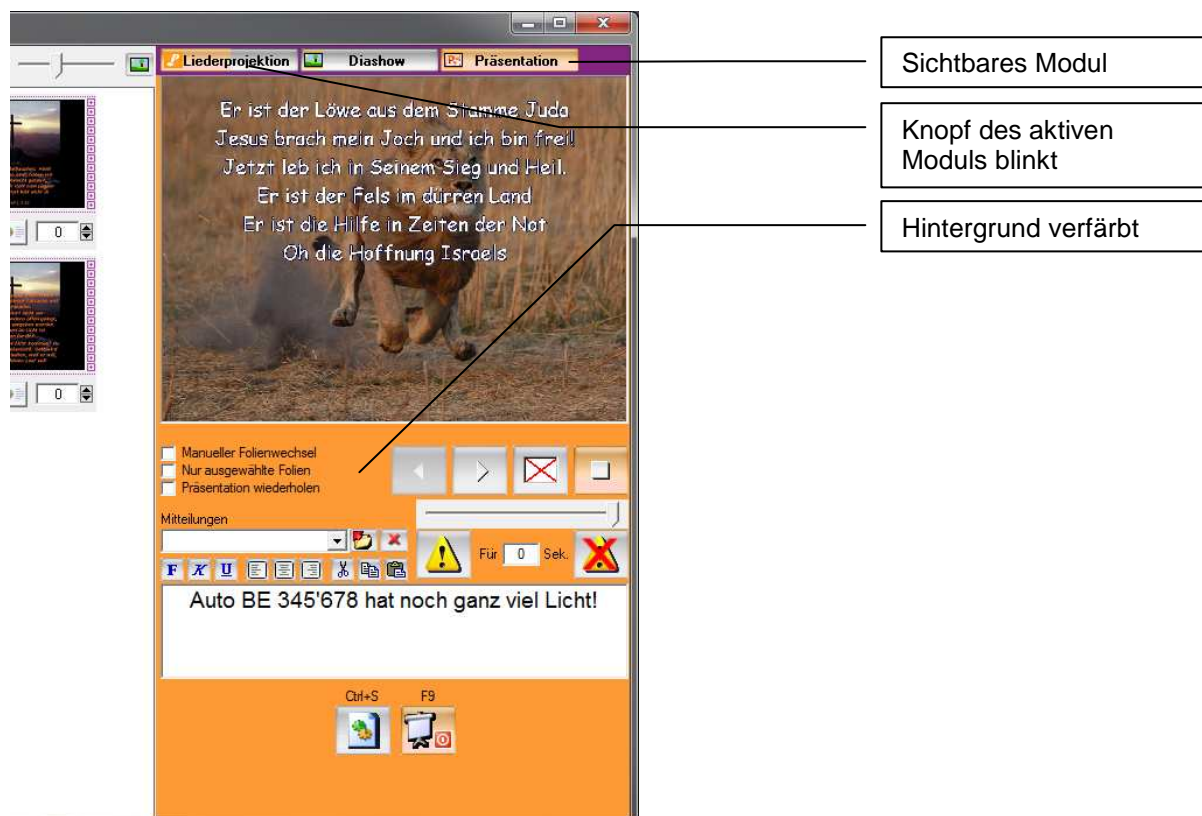 Liederprojektion Diashow Präsentation
Sichtbares Modul
Knopf des aktiven
Moduls blinkt
Hintergrund verfärbt
Er ist der Löwe aus dem Stamme Juda
Jesus brach mein Joch und ich bin frei!
Jetzt leb ich in Seinem Sieg und Heil.
Er ist der Fels im dürren Land
Er ist die Hilfe in Zeiten der Not
Oh die Hoffnung Israels
0
0
Manueller Folienwechsel
Nur ausgewählte Folien
Präsentation wiederholen
Mitteilungen
Für 0 Sek.
F K U
Auto BE 345'678 hat noch ganz viel Licht!
Ctrl+S F9